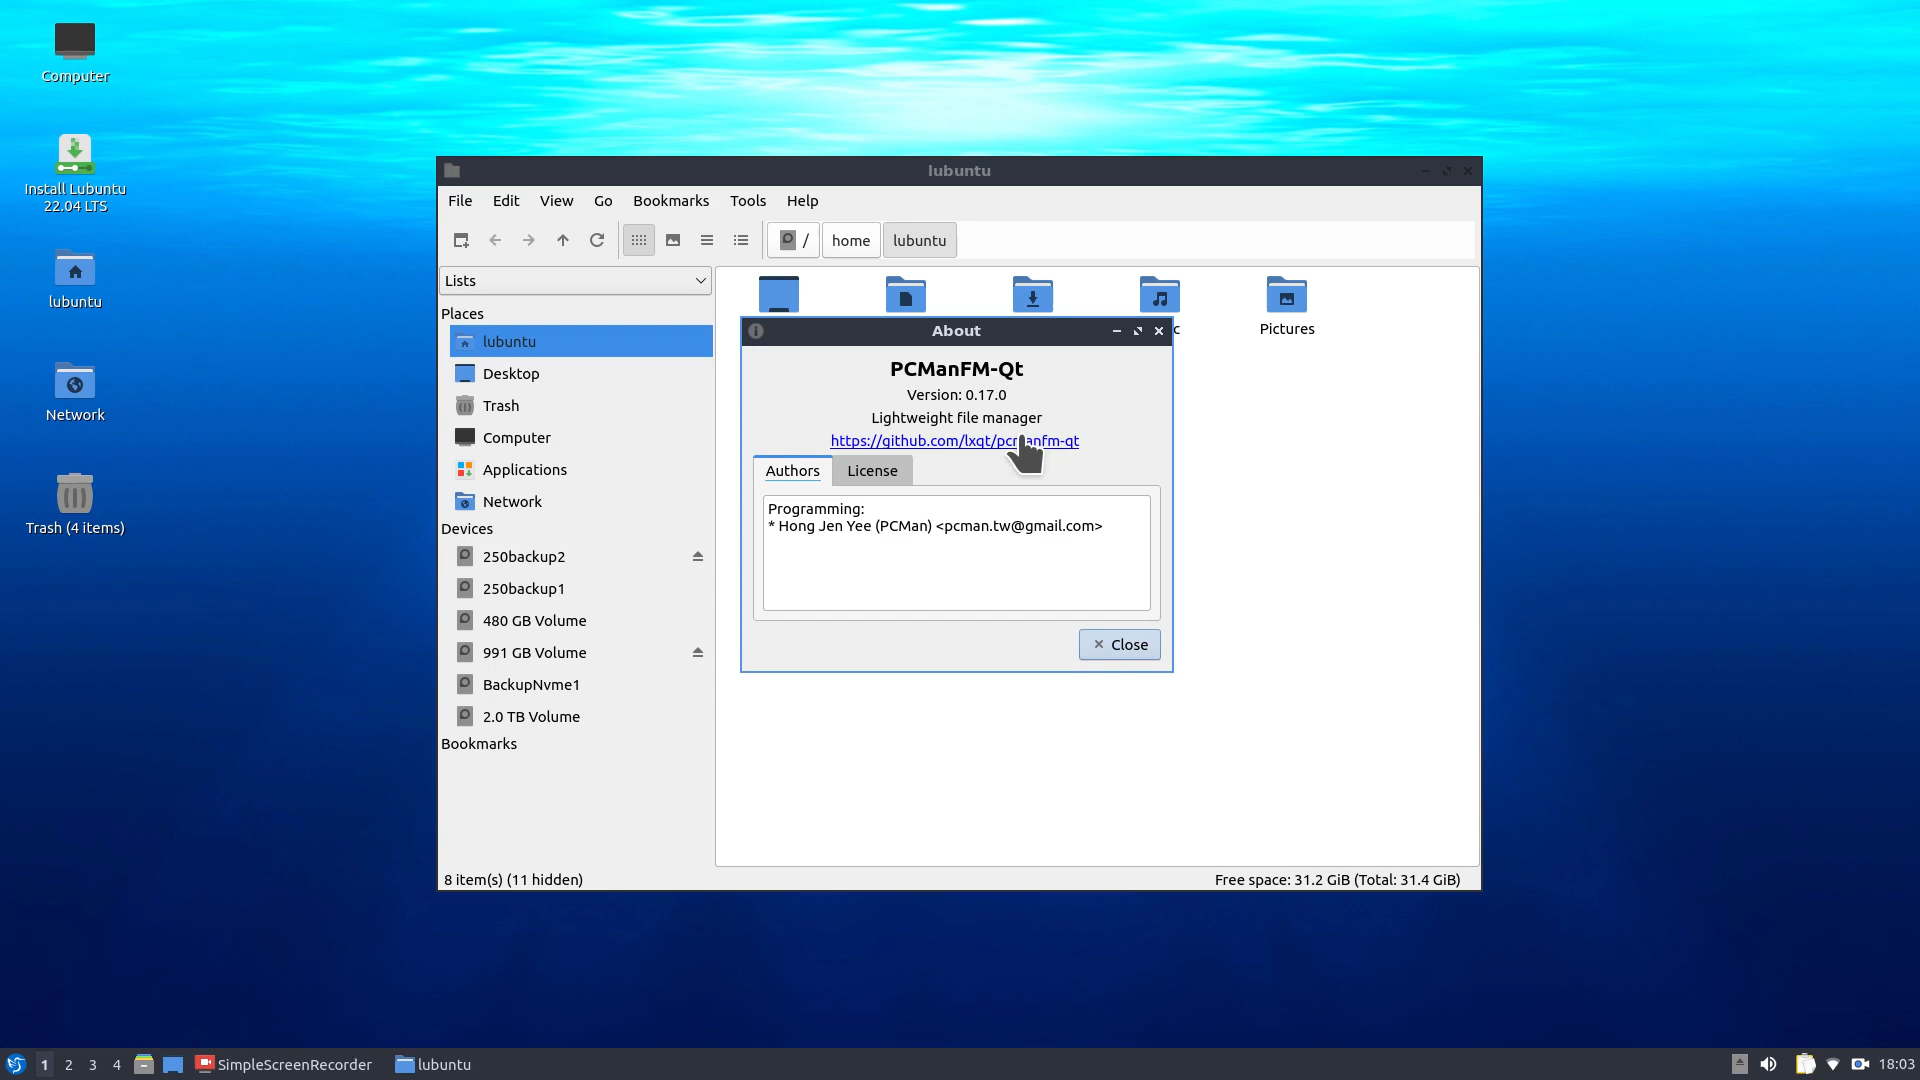 Computer
Install Lubuntu
22.04 LTS
lubuntu
Network
Trash (4 items)
lubuntu
File Edit View Go Bookmarks Tools Help
/ home lubuntu
Lists
Places
lubuntu
Desktop
Trash
Computer
Applications
Network
Devices
250backup2
250backup1
480 GB Volume
991 GB Volume
BackupNvme1
2.0 TB Volume
Bookmarks
c
Pictures
About
PCManFM-Qt
Version: 0.17.0
Lightweight file manager
https://github.com/lxqt/pcmanfm-qt
Authors License
Programming:
* Hong Jen Yee (PCMan) <pcman.tw@gmail.com>
Close
8 item(s) (11 hidden)
Free space: 31.2 GiB (Total: 31.4 GiB)
1 2 3 4 SimpleScreenRecorder lubuntu 18:03